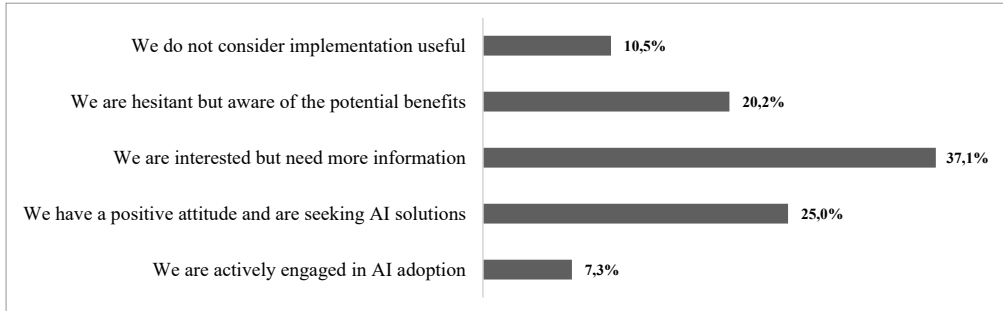 We do not consider implementation useful 10,5%
We are hesitant but aware of the potential benefits 20,2%
We are interested but need more information 37,1%
We have a positive attitude and are seeking AI solutions 25,0%
We are actively engaged in AI adoption 7,3%